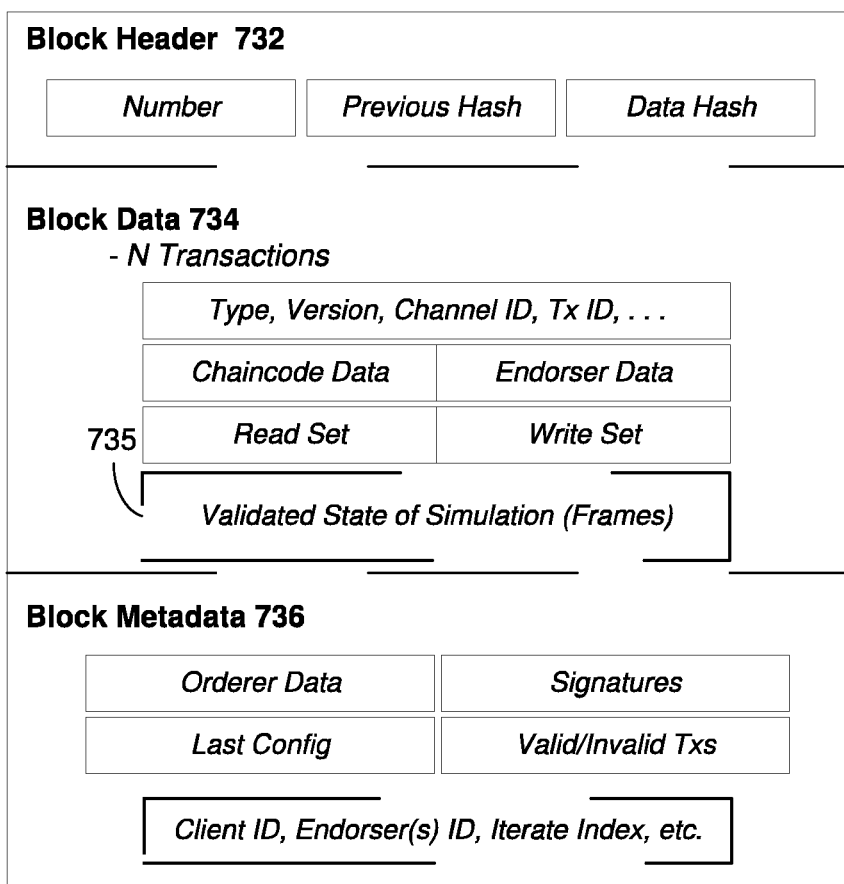 Block Header 732
Number
Previous Hash
Data Hash
Block Data 734
- N Transactions
Type, Version, Channel ID, Tx ID, . . .
Chaincode Data
Endorser Data
735
Read Set
Write Set
Validated State of Simulation (Frames)
Block Metadata 736
Orderer Data
Signatures
Last Config
Valid/Invalid Txs
Client ID, Endorser(s) ID, Iterate Index, etc.